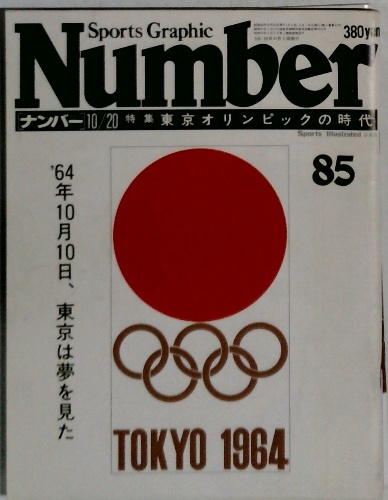 Sports Graphic
Number
380yen
ナンバー 10/20 特集 東京オリンピックの時代
Sports Illustrated
85
'64年10月10日、東京は夢を見た
TOKYO 1964